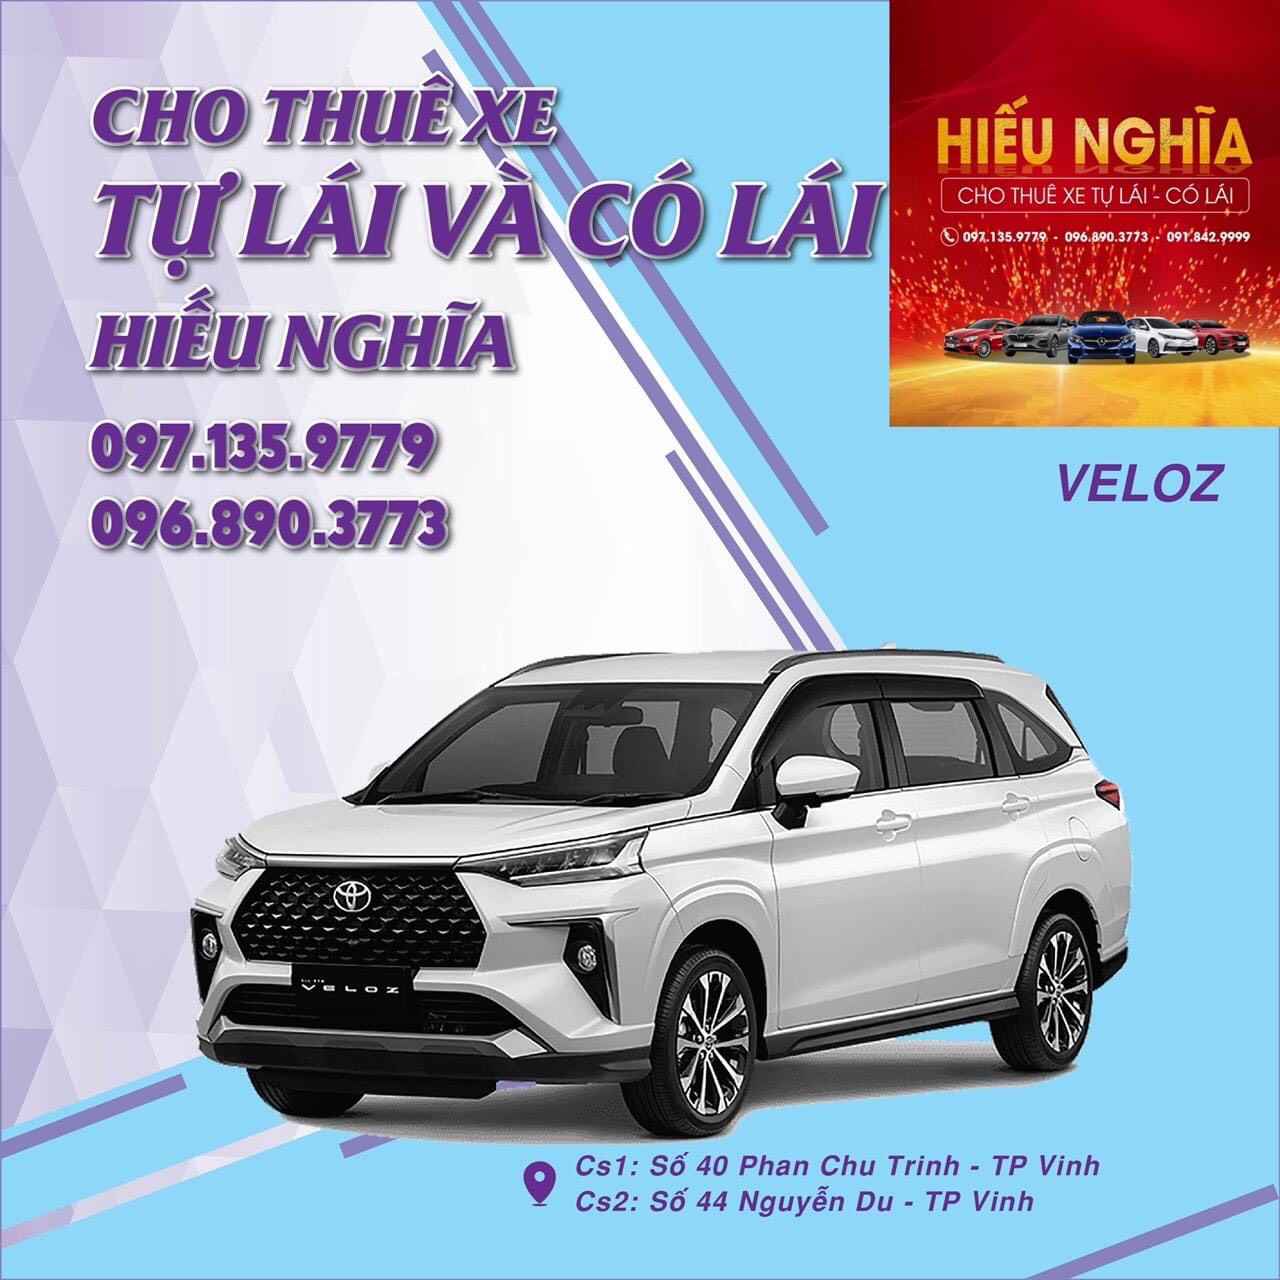 CHO THUÊ XE
TỰ LÁI VÀ CÓ LÁI
HIẾU NGHĨA
097.135.9779
096.890.3773
HIẾU NGHĨA
CHO THUÊ XE TỰ LÁI - CÓ LÁI
097.135.9779 - 096.890.3773 - 091.842.9999
VELOZ
ALL NEW
VELOZ
Cs1: Số 40 Phan Chu Trinh - TP Vinh
Cs2: Số 44 Nguyễn Du - TP Vinh